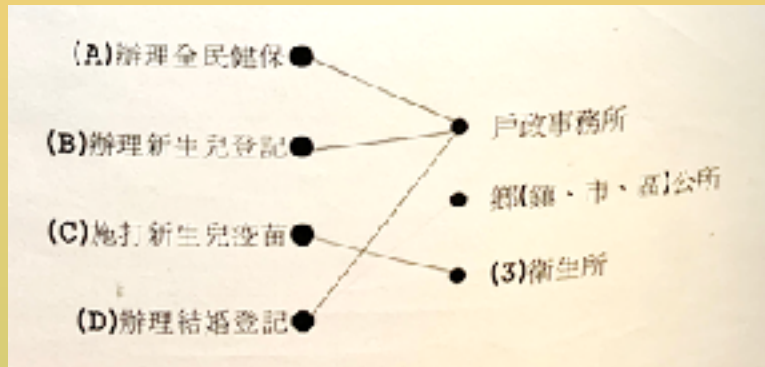 (A)辦理全民健保
(B)辦理新生兒登記
(C)施打新生兒疫苗
(D)辦理結婚登記
戶政事務所
鄉(鎮、市、區)公所
(3)衛生所